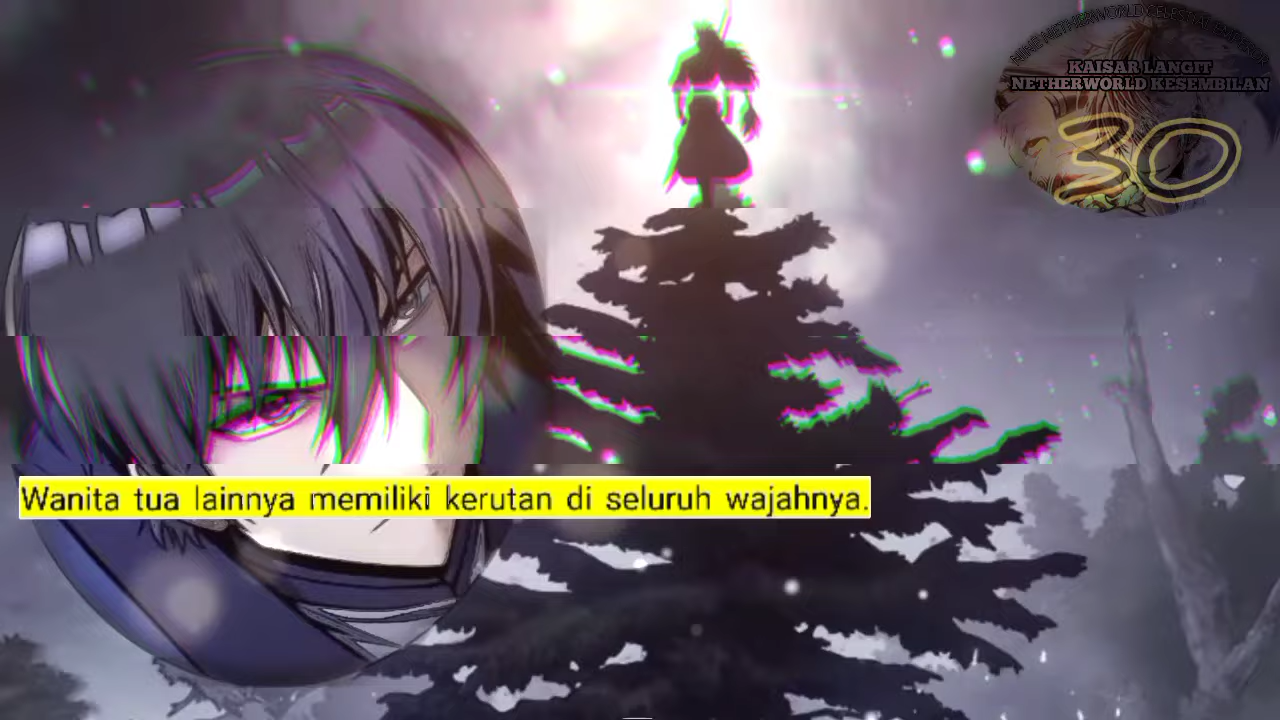 KAISAR LANGIT
NETHERWORLD KESEMBILAN
30
Wanita tua lainnya memiliki kerutan di seluruh wajahnya.